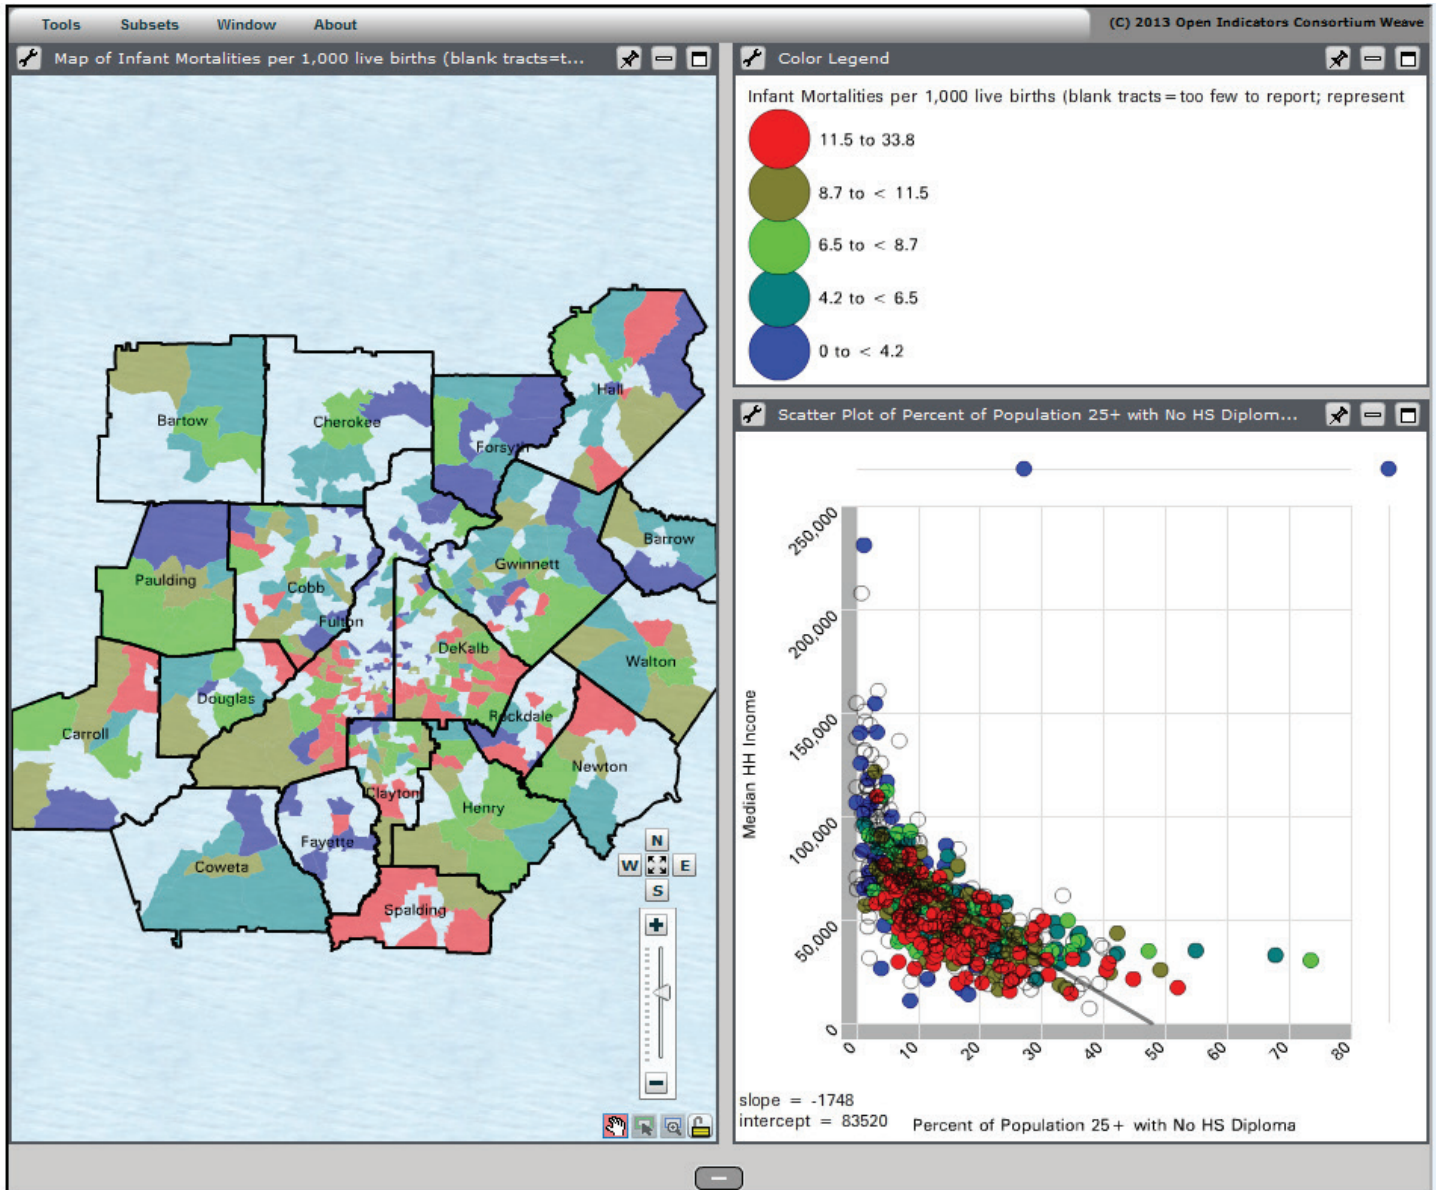 Tools Subsets Window About
(C) 2013 Open Indicators Consortium Weave
Map of Infant Mortalities per 1,000 live births (blank tracts=t...
Hall
Bartow
Cherokee
Forsyth
Barrow
Gwinnett
Paulding
Cobb
Fulton
DeKalb
Walton
Douglas
Rockdale
Carroll
Newton
Clayton
Henry
Fayette
Coweta
Spalding
N
W E
S
Color Legend
Infant Mortalities per 1,000 live births (blank tracts=too few to report; represent
11.5 to 33.8
8.7 to < 11.5
6.5 to < 8.7
4.2 to < 6.5
0 to < 4.2
Scatter Plot of Percent of Population 25+ with No HS Diplom...
250,000
200,000
150,000
100,000
50,000
0
Median HH Income
0 10 20 30 40 50 60 70 80
slope = -1748
intercept = 83520
Percent of Population 25+ with No HS Diploma